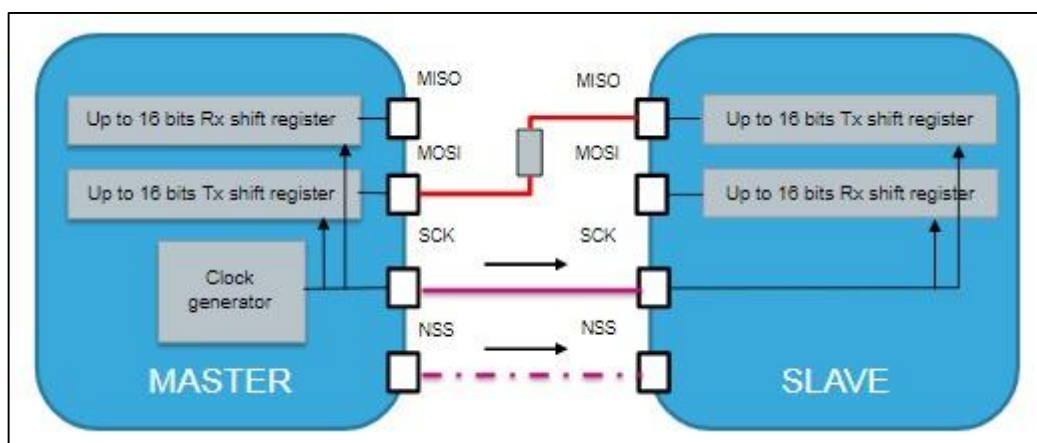 MISO MISO
Up to 16 bits Rx shift register Up to 16 bits Tx shift register
MOSI MOSI
Up to 16 bits Tx shift register Up to 16 bits Rx shift register
SCK SCK
Clock
generator
NSS NSS
MASTER SLAVE